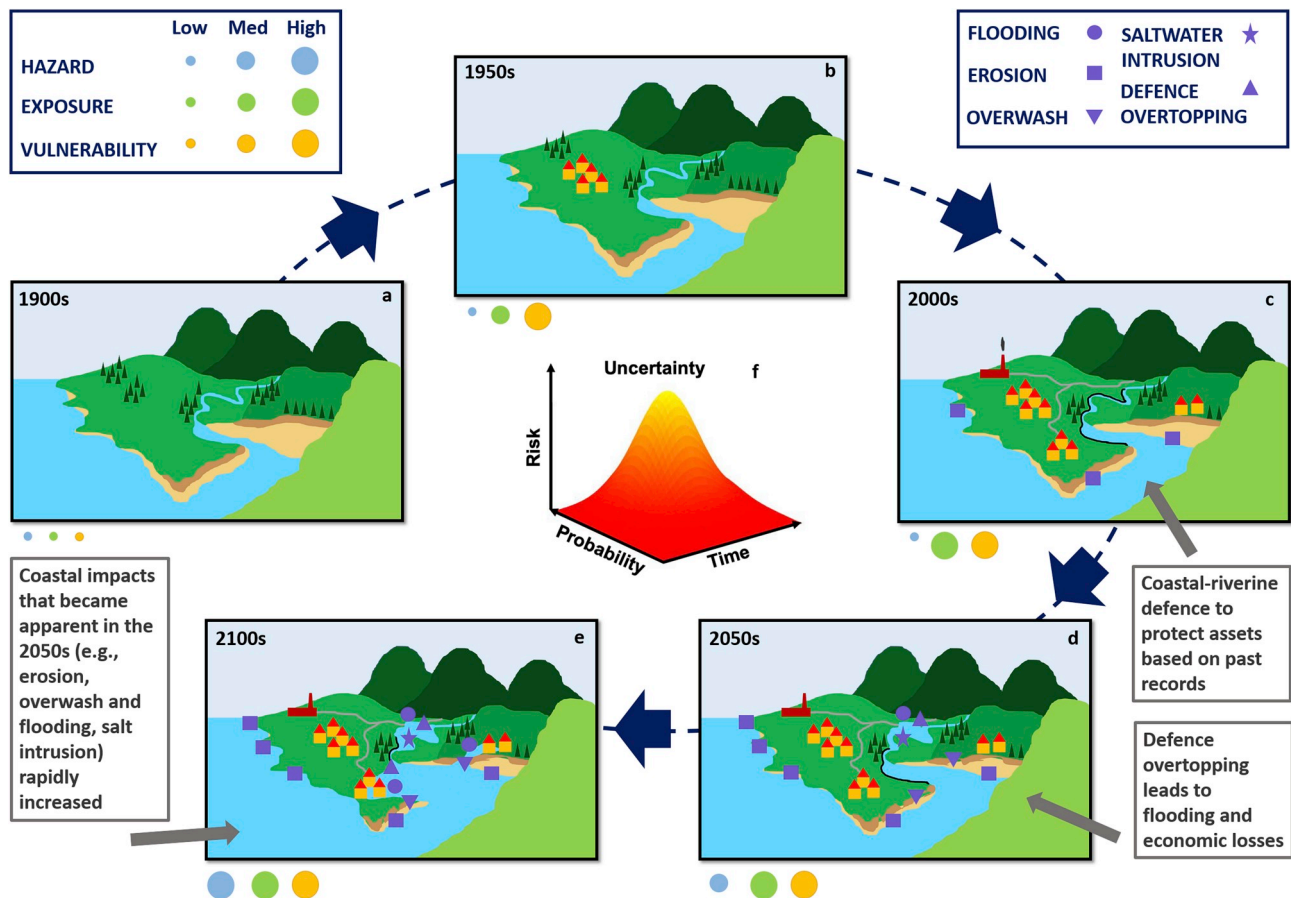 Low Med High
HAZARD
EXPOSURE
VULNERABILITY
FLOODING
EROSION
OVERWASH
SALTWATER
INTRUSION
DEFENCE
OVERTOPPING
1950s b
1900s a
2000s c
Uncertainty f
Risk
Probability
Time
Coastal impacts
that became
apparent in the
2050s (e.g.,
erosion,
overwash and
flooding, salt
intrusion)
rapidly
increased
2100s e
2050s d
Coastal-riverine
defence to
protect assets
based on past
records
Defence
overtopping
leads to
flooding and
economic losses